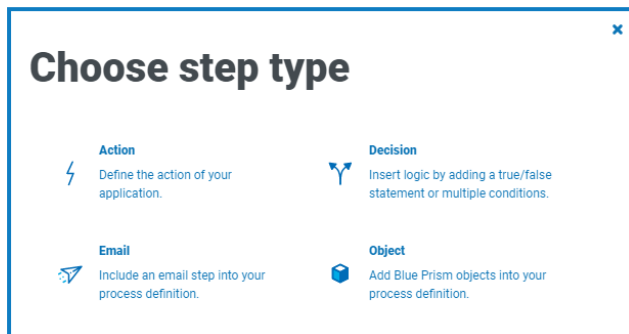 Choose step type
Action
Define the action of your
application.
Decision
Insert logic by adding a true/false
statement or multiple conditions.
Email
Include an email step into your
process definition.
Object
Add Blue Prism objects into your
process definition.